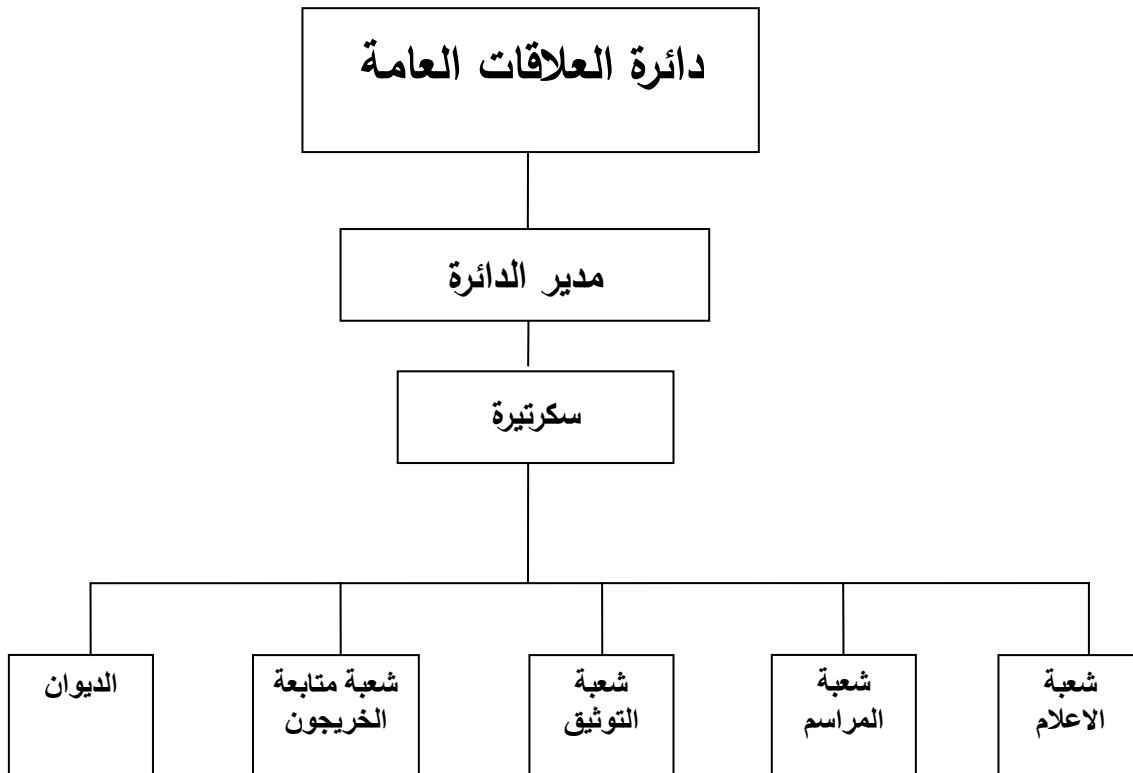 دائرة العلاقات العامة
مدير الدائرة
سكرتيرة
شعبة
الاعلام
شعبة
المراسم
شعبة
التوثيق
شعبة متابعة
الخريجون
الديوان